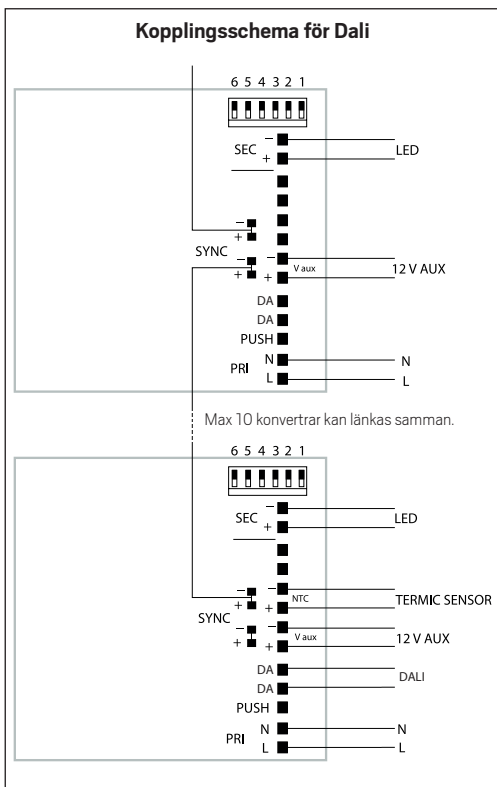 Kopplingsschema för Dali
6 5 4 3 2 1
SEC - +
LED
SYNC
- +
- +
- +
V aux
12 V AUX
DA
DA
PUSH
PRI
N
N
L
L
Max 10 konvertrar kan länkas samman.
6 5 4 3 2 1
SEC - +
LED
- +
NTC
TERMIC SENSOR
SYNC
- +
- +
- +
V aux
12 V AUX
DA
DALI
DA
PUSH
PRI
N
N
L
L